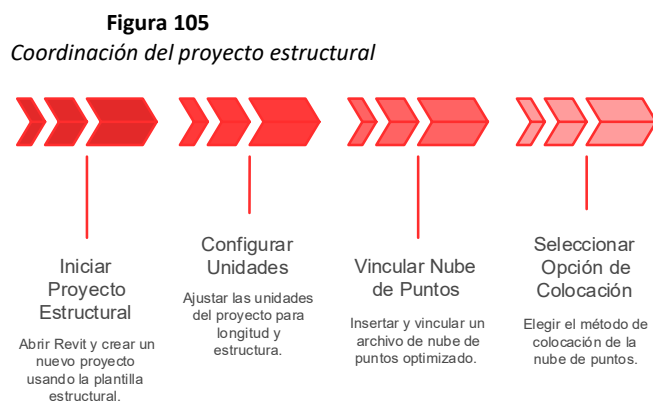 Figura 105
Coordinación del proyecto estructural
Iniciar
Proyecto
Estructural
Abrir Revit y crear un
nuevo proyecto
usando la plantilla
estructural.
Configurar
Unidades
Ajustar las unidades
del proyecto para
longitud y
estructura.
Vincular Nube
de Puntos
Insertar y vincular un
archivo de nube de
puntos optimizado.
Seleccionar
Opción de
Colocación
Elegir el método de
colocación de la
nube de puntos.